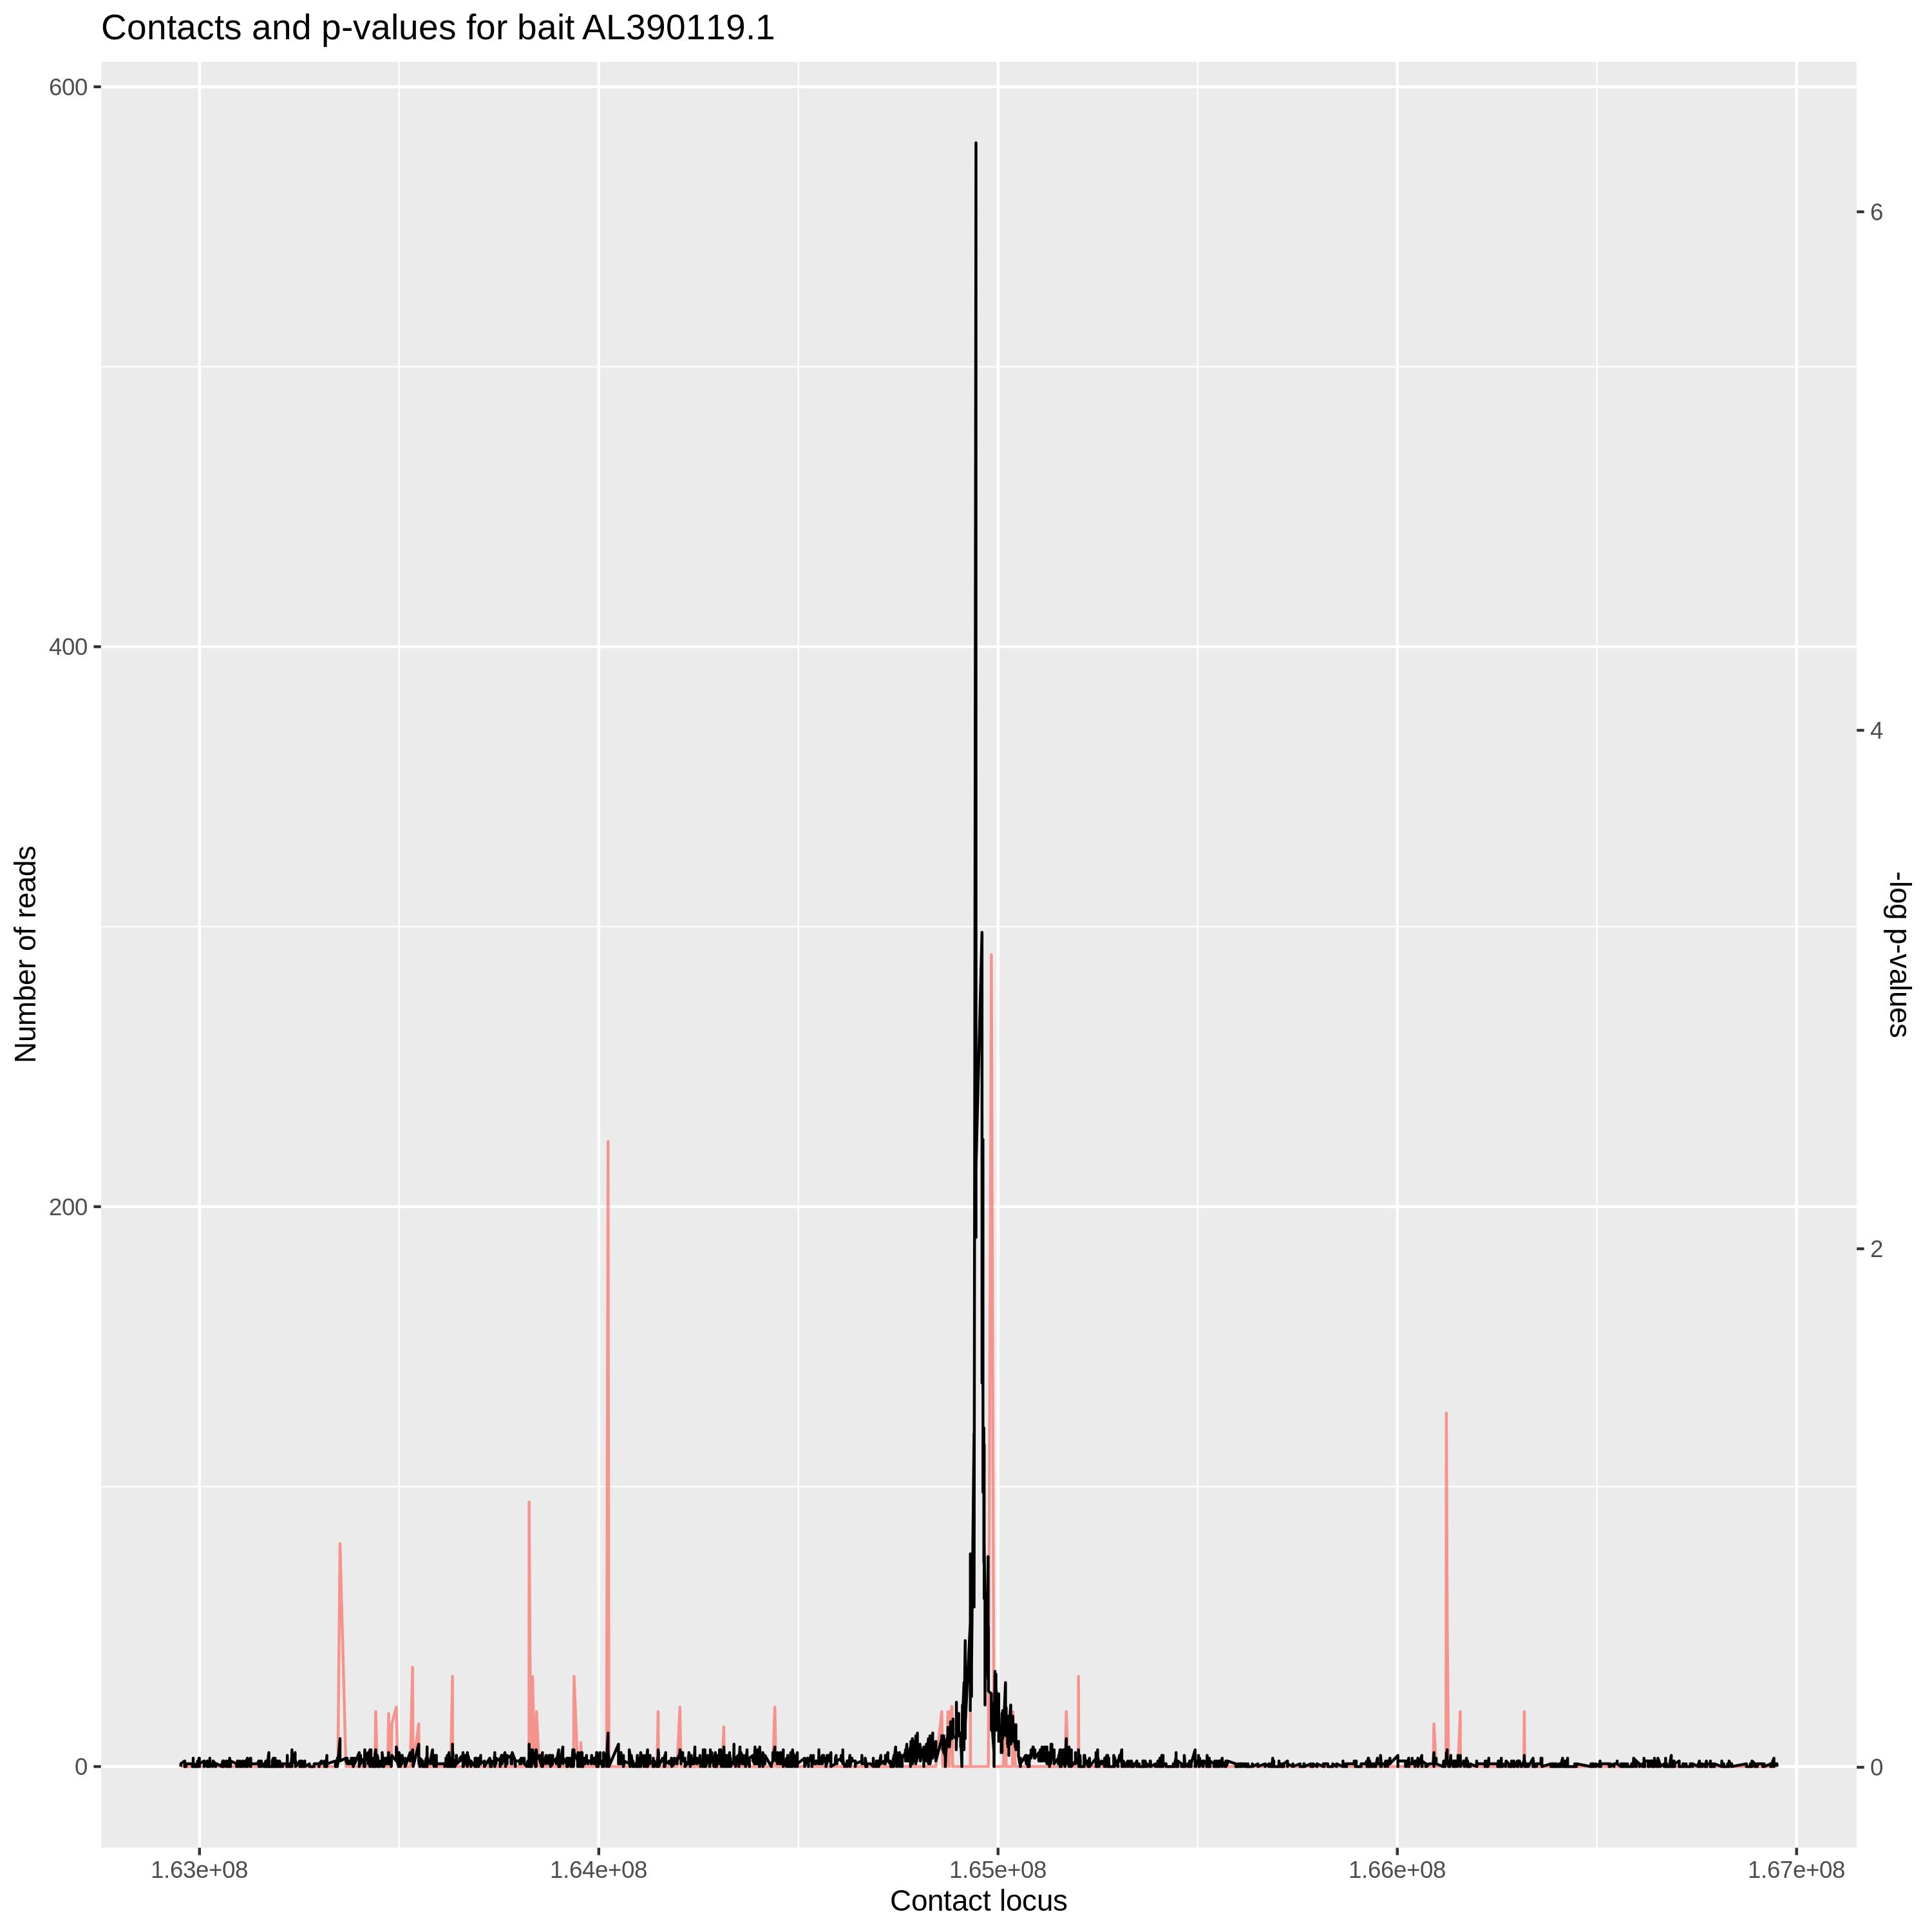 Contacts and p-values for bait AL390119.1
600
400
200
0
Number of reads
6
4
2
0
-log p-values
1.63e+08 1.64e+08 1.65e+08 1.66e+08 1.67e+08
Contact locus